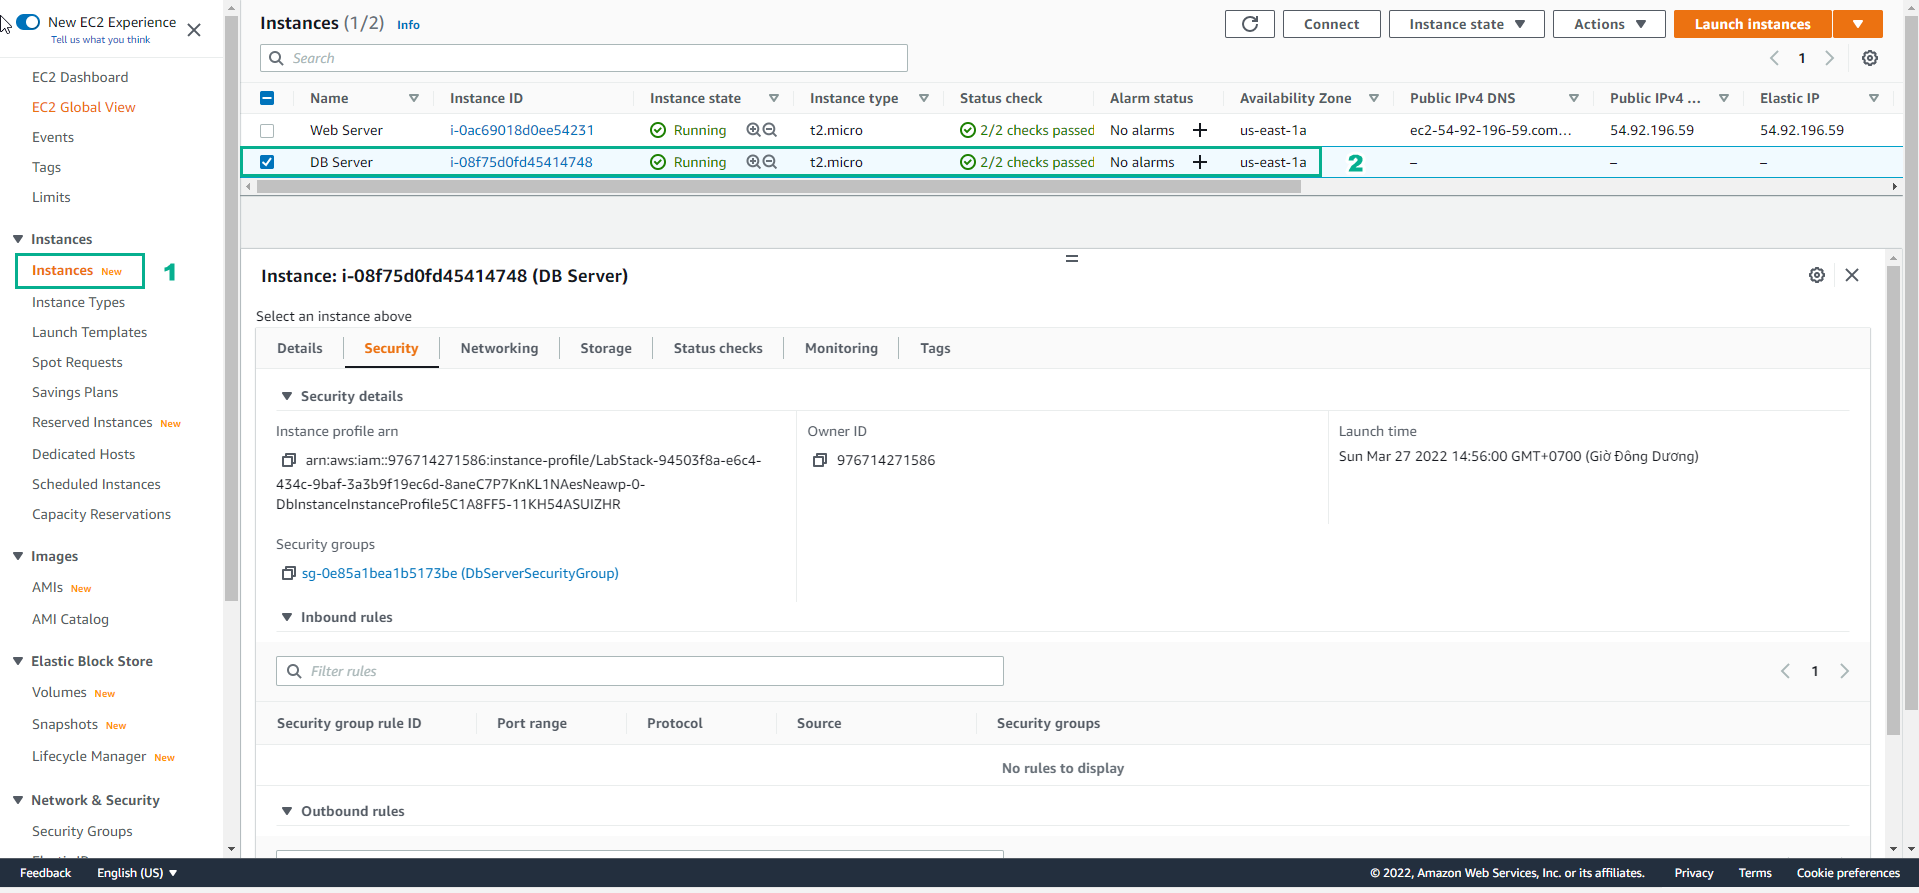 New EC2 Experience
Tell us what you think
EC2 Dashboard
EC2 Global View
Events
Tags
Limits
Instances
Instances New
1
Instance Types
Launch Templates
Spot Requests
Savings Plans
Reserved Instances New
Dedicated Hosts
Scheduled Instances
Capacity Reservations
Images
AMIs New
AMI Catalog
Elastic Block Store
Volumes New
Snapshots New
Lifecycle Manager New
Network & Security
Security Groups
Instances (1/2) Info
Connect Instance state Actions Launch instances
Search
1
Name Instance ID Instance state Instance type Status check Alarm status Availability Zone Public IPv4 DNS Public IPv4 ... Elastic IP
Web Server i-0ac69018d0ee54231 Running t2.micro 2/2 checks passed No alarms + us-east-1a ec2-54-92-196-59.com... 54.92.196.59 54.92.196.59
DB Server i-08f75d0fd45414748 Running t2.micro 2/2 checks passed No alarms + us-east-1a 2 – – –
Instance: i-08f75d0fd45414748 (DB Server)
Select an instance above
Details Security Networking Storage Status checks Monitoring Tags
Security details
Instance profile arn
arn:aws:iam::976714271586:instance-profile/LabStack-94503f8a-e6c4-
434c-9baf-3a3b9f19ec6d-8aneC7P7KnKL1NAesNeawp-0-
DbInstanceInstanceProfile5C1A8FF5-11KH54ASUIZHR
Owner ID
976714271586
Launch time
Sun Mar 27 2022 14:56:00 GMT+0700 (Giờ Đông Dương)
Security groups
sg-0e85a1bea1b5173be (DbServerSecurityGroup)
Inbound rules
Filter rules
1
Security group rule ID Port range Protocol Source Security groups
No rules to display
Outbound rules
Feedback English (US) © 2022, Amazon Web Services, Inc. or its affiliates. Privacy Terms Cookie preferences